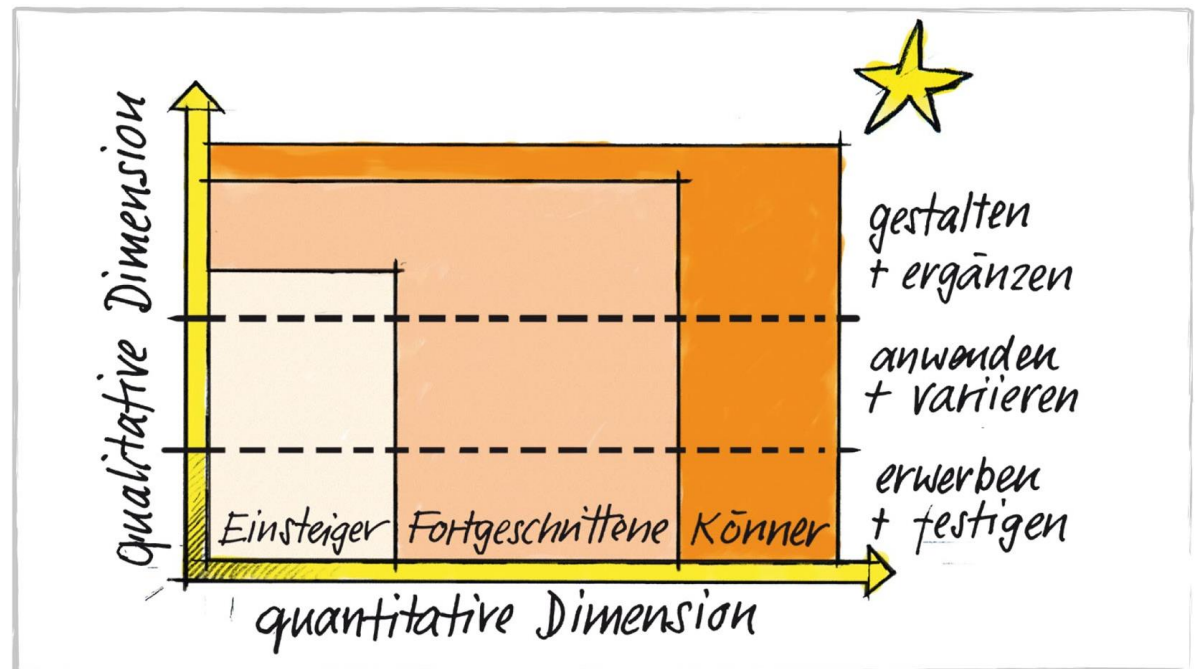 Qualitative Dimension
gestalten
+ ergänzen
anwenden
+ variieren
erwerben
+ festigen
Einsteiger
Fortgeschrittene
Könner
quantitative Dimension